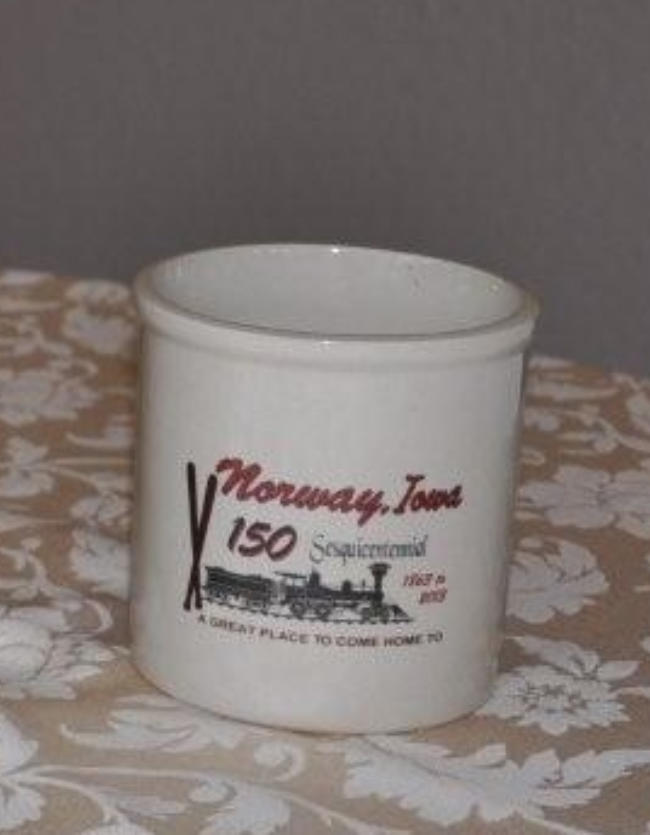 Norway, Iowa
150 Sesquicentennial
1863 to
2013
A GREAT PLACE TO COME HOME TO